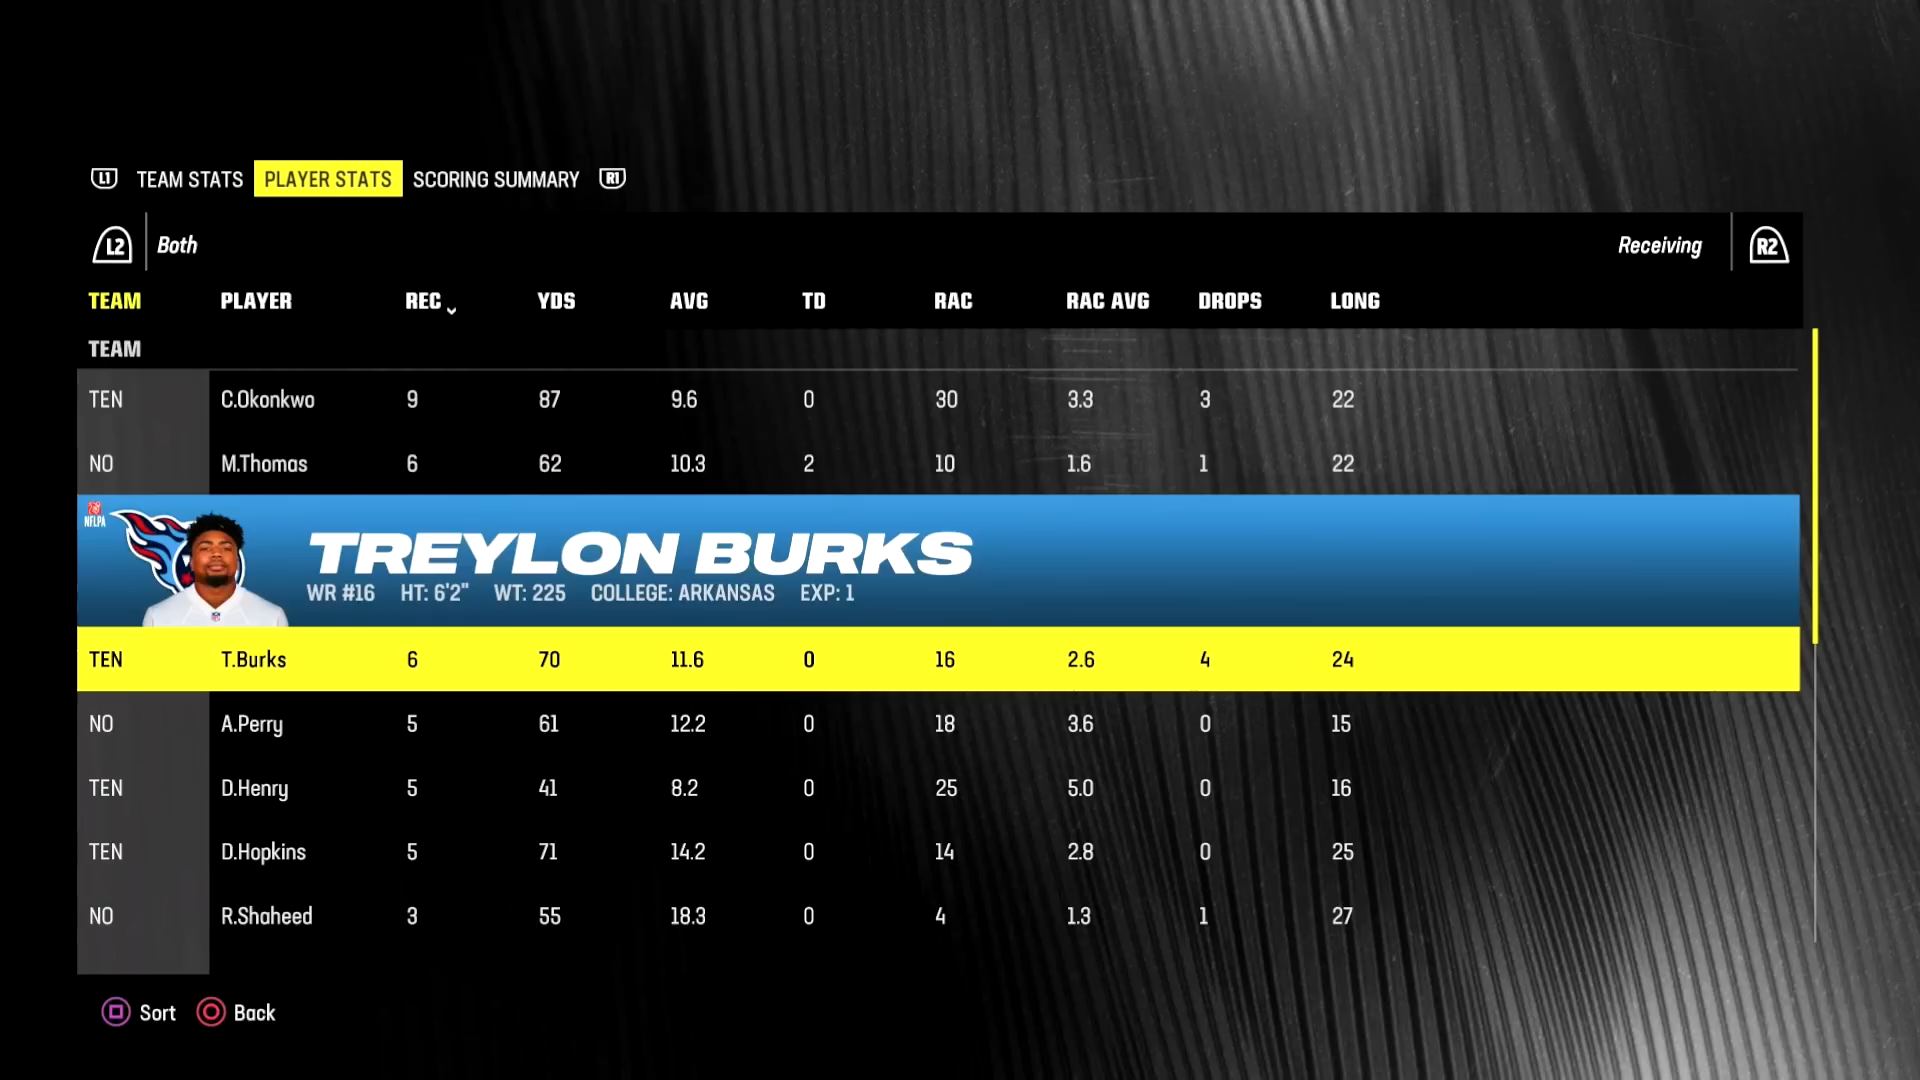 L1 TEAM STATS PLAYER STATS SCORING SUMMARY R1
L2 Both Receiving R2
TEAM PLAYER REC YDS AVG TD RAC RAC AVG DROPS LONG
TEAM
TEN C.Okonkwo 9 87 9.6 0 30 3.3 3 22
NO M.Thomas 6 62 10.3 2 10 1.6 1 22
NFLPA
TREYLON BURKS
WR #16 HT: 6'2" WT: 225 COLLEGE: ARKANSAS EXP: 1
TEN T.Burks 6 70 11.6 0 16 2.6 4 24
NO A.Perry 5 61 12.2 0 18 3.6 0 15
TEN D.Henry 5 41 8.2 0 25 5.0 0 16
TEN D.Hopkins 5 71 14.2 0 14 2.8 0 25
NO R.Shaheed 3 55 18.3 0 4 1.3 1 27
Sort Back